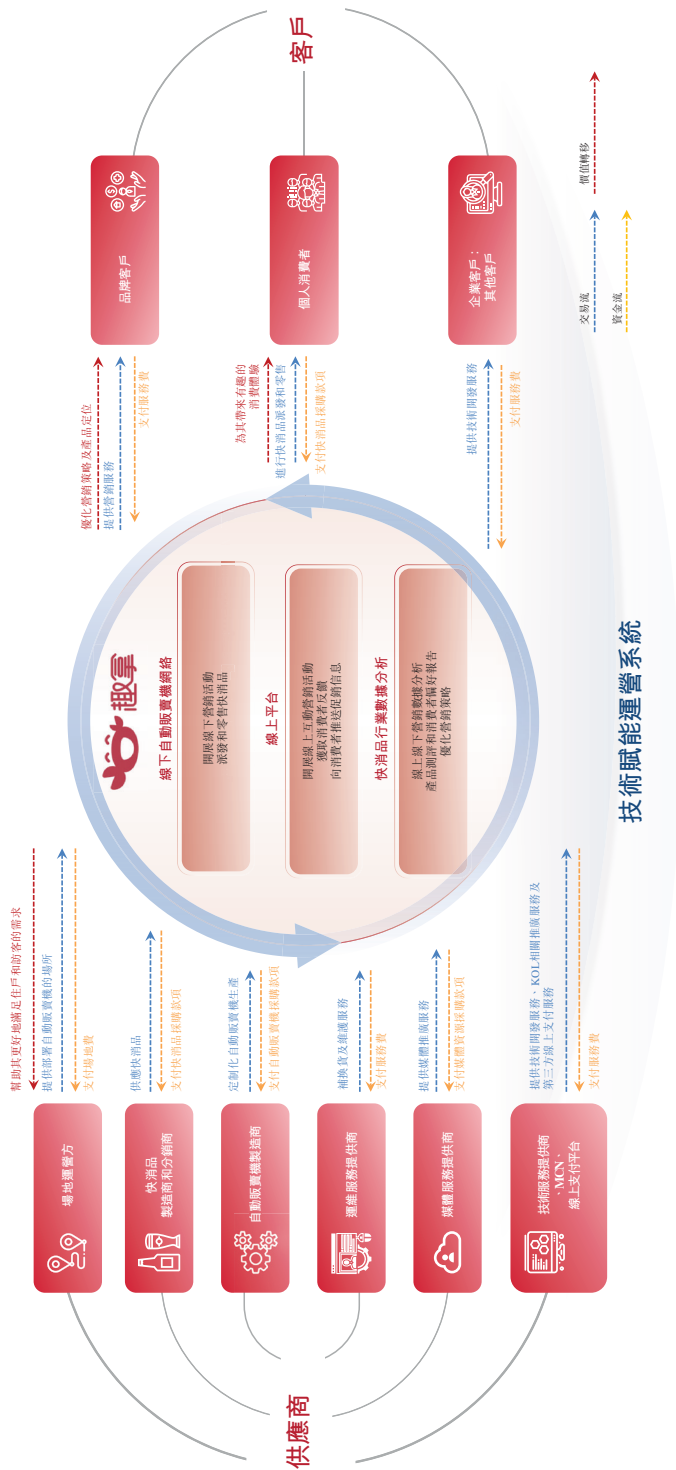 供應商
場地運營方
快消品
製造商和分銷商
自動販賣機製造商
運維服務提供商
媒體服務提供商
技術服務提供商
、MCN、
線上支付平台
幫助其更好地滿足住戶和訪客的需求
提供部署自動販賣機的場所
支付場地費
供應快消品
支付快消品採購款項
定制化自動販賣機生產
支付自動販賣機採購款項
補換貨及維護服務
支付服務費
提供媒體推廣服務
支付媒體資源採購款項
提供技術開發服務、KOL相關推廣服務及
第三方線上支付服務
支付服務費
趣拿
線下自動販賣機網絡
開展線下營銷活動
派發和零售快消品
線上平台
開展線上互動營銷活動
獲取消費者反饋
向消費者推送促銷信息
快消品行業數據分析
線上線下營銷數據分析
產品測評和消費者偏好報告
優化營銷策略
技術賦能運營系統
優化營銷策略及產品定位
提供營銷服務
支付服務費
為其帶來有趣的
消費體驗
進行快消品派發和零售
支付快消品採購款項
提供技術開發服務
支付服務費
品牌客戶
個人消費者
企業客戶：
其他客戶
客戶
交易流
價值轉移
資金流